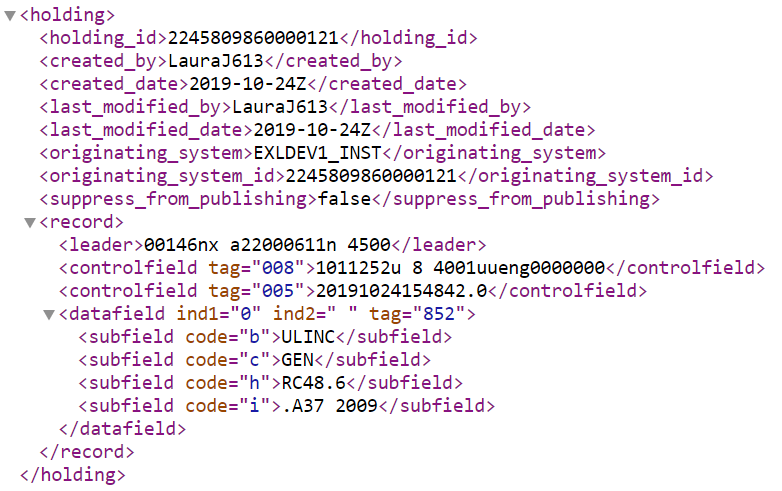 <holding>
<holding_id>2245809860000121</holding_id>
<created_by>LauraJ613</created_by>
<created_date>2019-10-24Z</created_date>
<last_modified_by>LauraJ613</last_modified_by>
<last_modified_date>2019-10-24Z</last_modified_date>
<originating_system>EXLDEV1_INST</originating_system>
<originating_system_id>2245809860000121</originating_system_id>
<suppress_from_publishing>false</suppress_from_publishing>
<record>
<leader>00146nx a22000611n 4500</leader>
<controlfield tag="008">1011252u 8 4001uueng0000000</controlfield>
<controlfield tag="005">20191024154842.0</controlfield>
<datafield ind1="0" ind2=" " tag="852">
<subfield code="b">ULINC</subfield>
<subfield code="c">GEN</subfield>
<subfield code="h">RC48.6</subfield>
<subfield code="i">.A37 2009</subfield>
</datafield>
</record>
</holding>